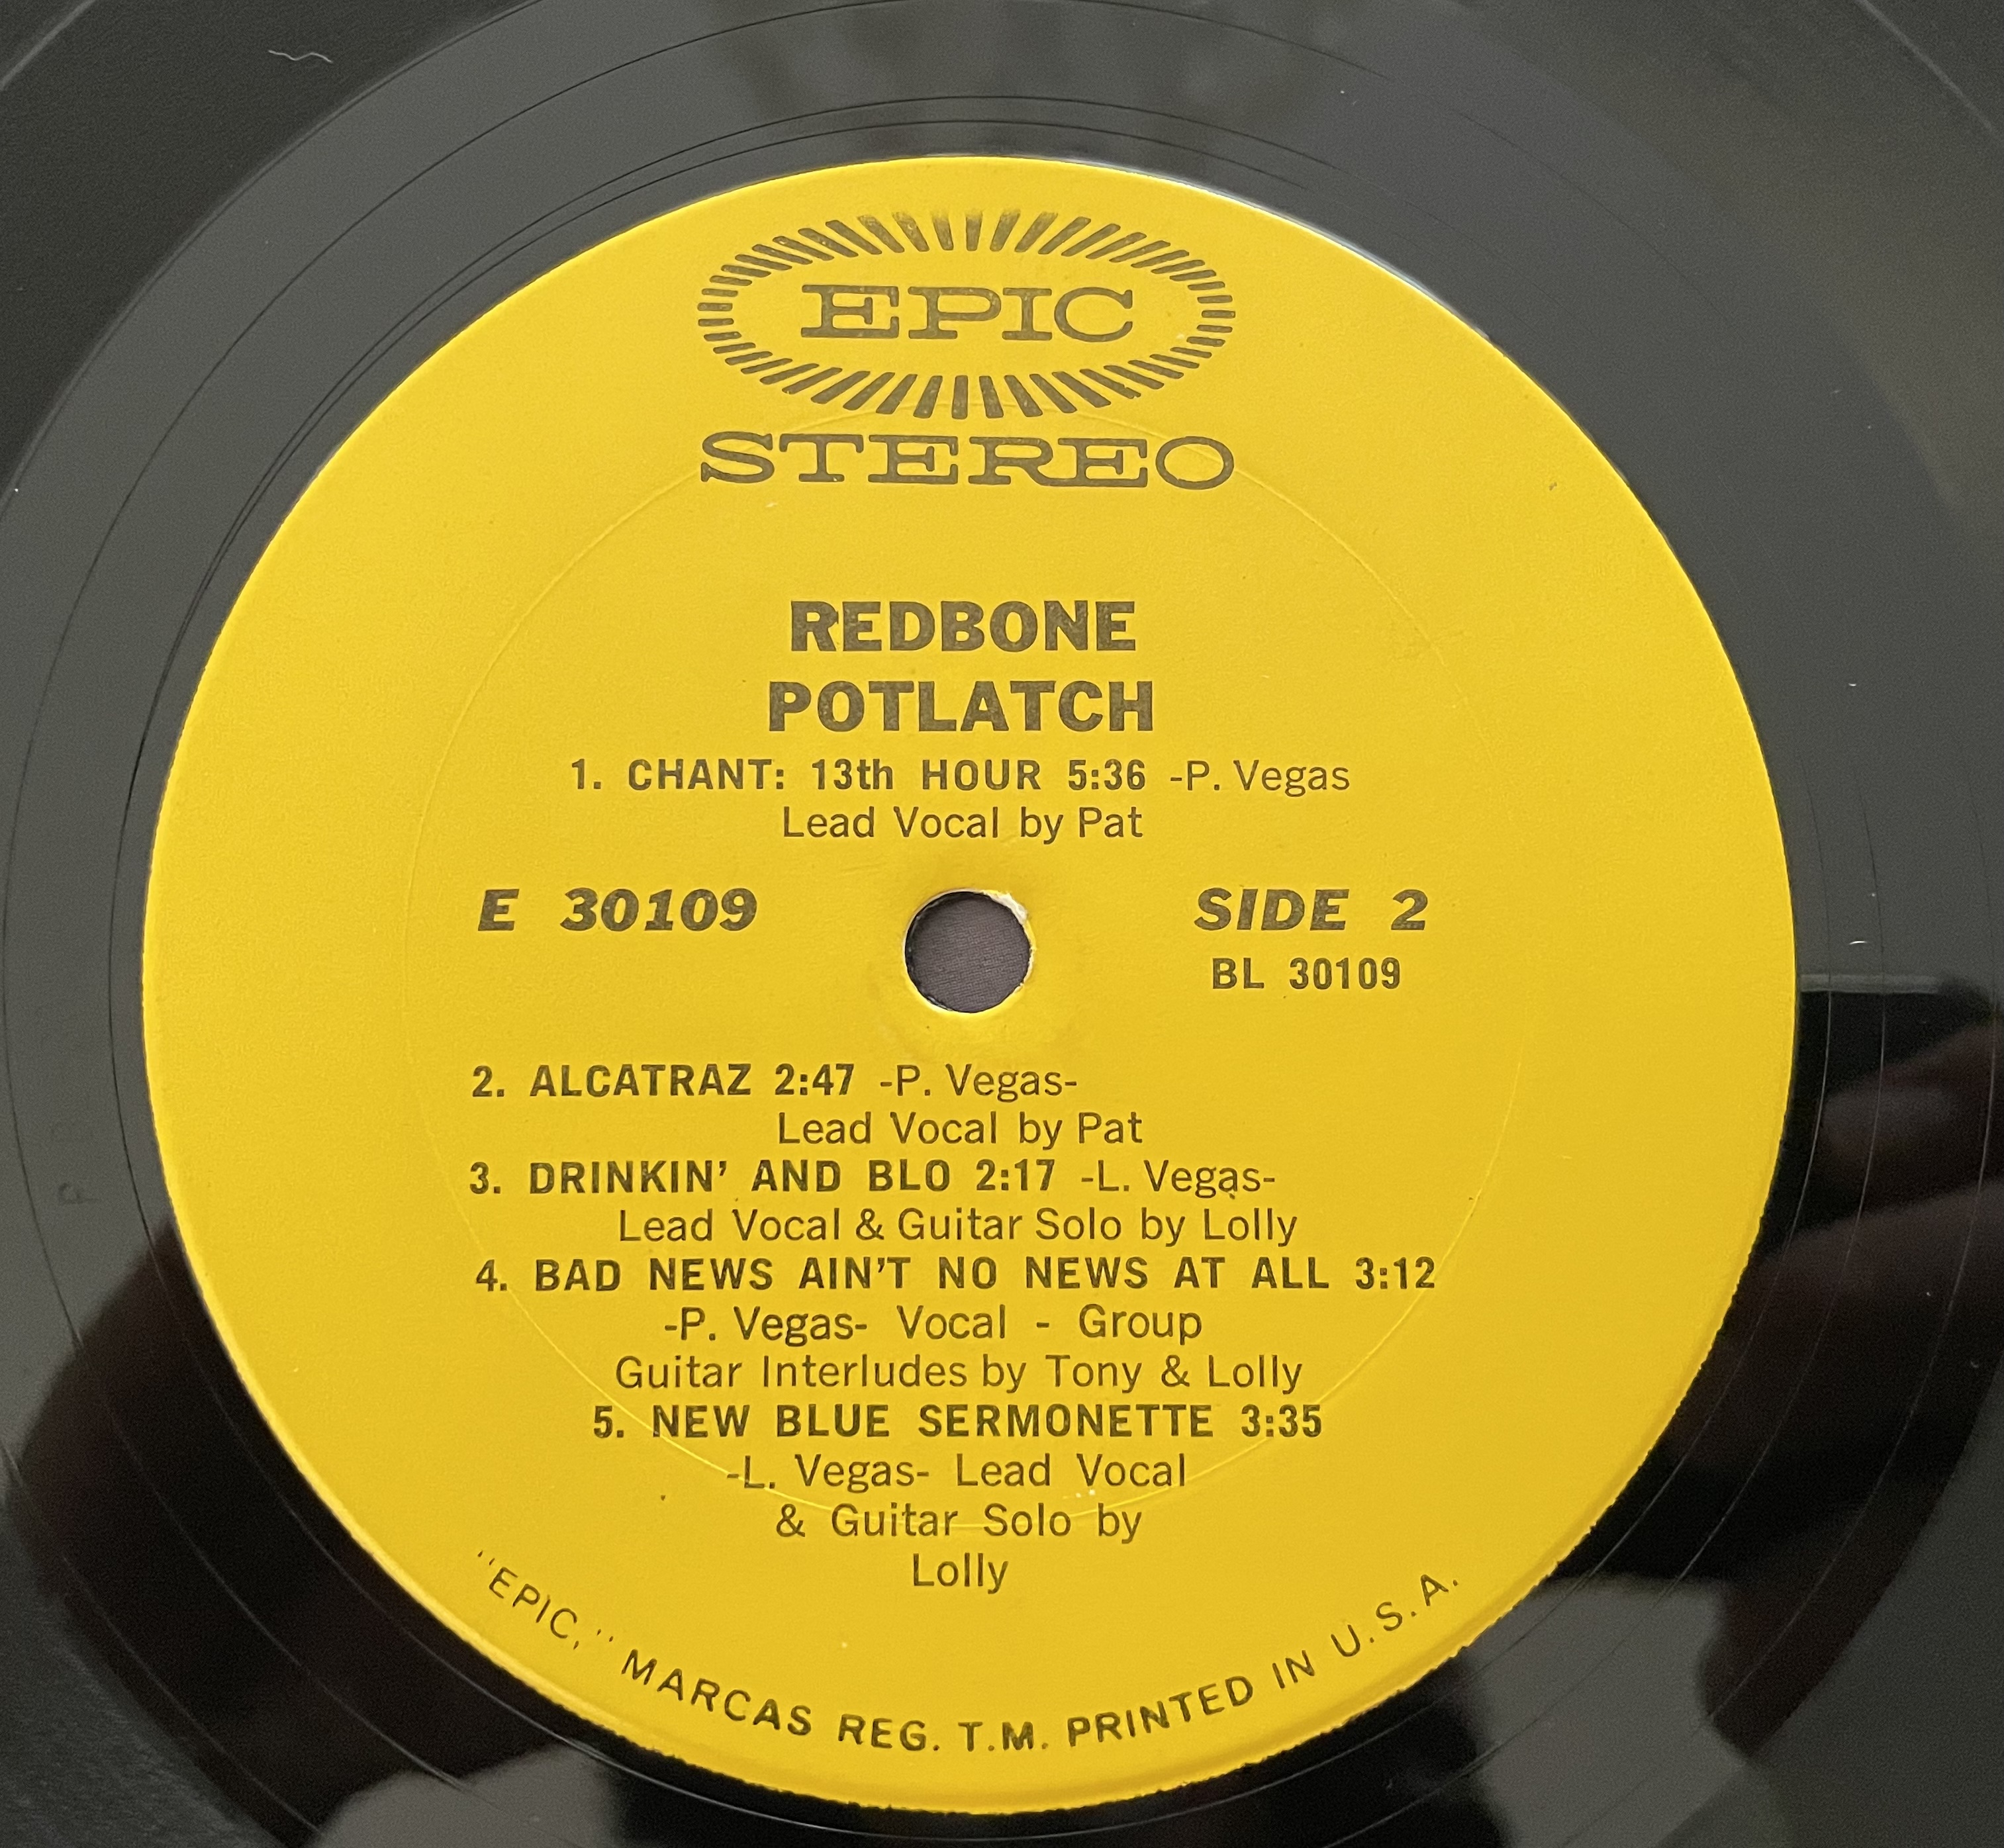 EPIC
STEREO
REDBONE
POTLATCH
1. CHANT: 13th HOUR 5:36 -P. Vegas
Lead Vocal by Pat
E 30109
SIDE 2
BL 30109
2. ALCATRAZ 2:47 -P. Vegas-
Lead Vocal by Pat
3. DRINKIN' AND BLO 2:17 -L. Vegas-
Lead Vocal & Guitar Solo by Lolly
4. BAD NEWS AIN'T NO NEWS AT ALL 3:12
-P. Vegas- Vocal - Group
Guitar Interludes by Tony & Lolly
5. NEW BLUE SERMONETTE 3:35
-L. Vegas- Lead Vocal
& Guitar Solo by
Lolly
"EPIC," MARCAS REG. T.M. PRINTED IN U.S.A.